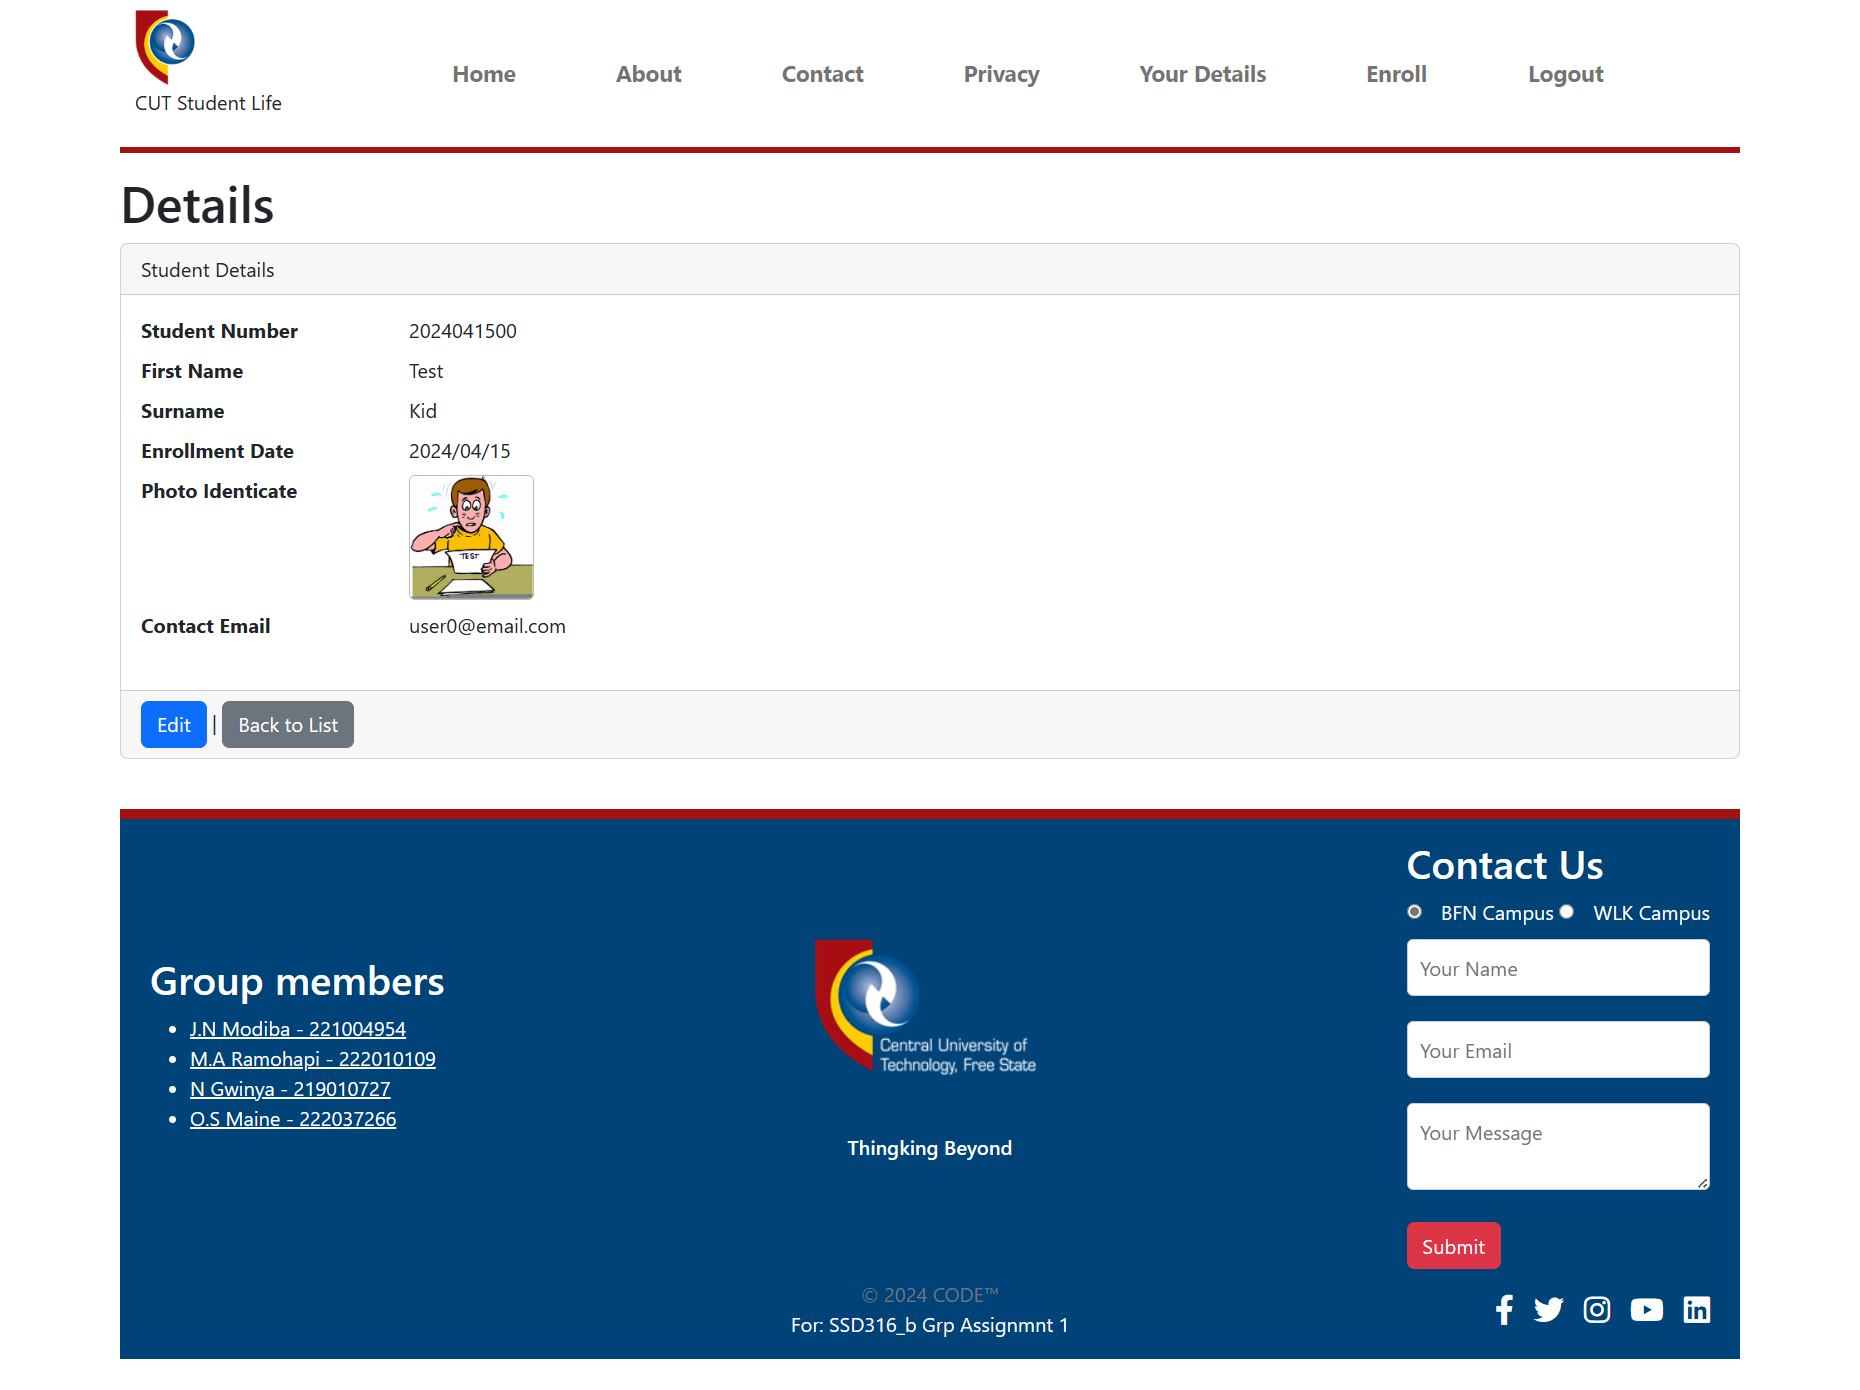 CUT Student Life
Home About Contact Privacy Your Details Enroll Logout
Details
Student Details
Student Number 2024041500
First Name Test
Surname Kid
Enrollment Date 2024/04/15
Photo Identicate
TEST
Contact Email user0@email.com
Edit | Back to List
Group members
J.N Modiba - 221004954
M.A Ramohapi - 222010109
N Gwinya - 219010727
O.S Maine - 222037266
Central University of
Technology, Free State
Thingking Beyond
Contact Us
BFN Campus WLK Campus
Your Name
Your Email
Your Message
Submit
© 2024 CODE™
For: SSD316_b Grp Assignmnt 1